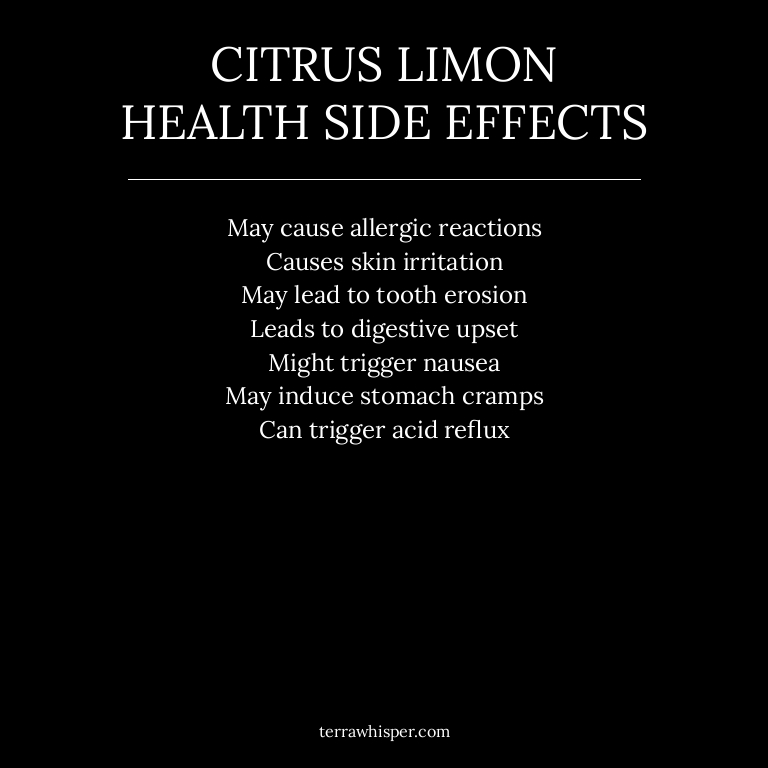 CITRUS LIMON
HEALTH SIDE EFFECTS
May cause allergic reactions
Causes skin irritation
May lead to tooth erosion
Leads to digestive upset
Might trigger nausea
May induce stomach cramps
Can trigger acid reflux
terrawhisper.com